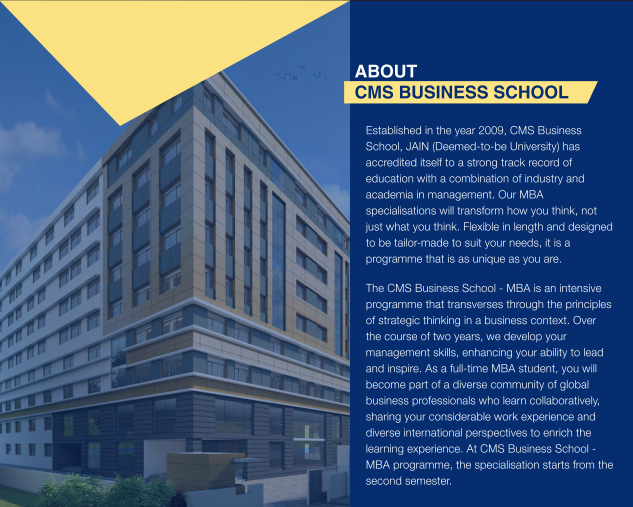 ABOUT
CMS BUSINESS SCHOOL
Established in the year 2009, CMS Business
School, JAIN (Deemed-to-be University) has
accredited itself to a strong track record of
education with a combination of industry and
academia in management. Our MBA
specialisations will transform how you think, not
just what you think. Flexible in length and designed
to be tailor-made to suit your needs, it is a
programme that is as unique as you are.
The CMS Business School - MBA is an intensive
programme that transverses through the principles
of strategic thinking in a business context. Over
the course of two years, we develop your
management skills, enhancing your ability to lead
and inspire. As a full-time MBA student, you will
become part of a diverse community of global
business professionals who learn collaboratively,
sharing your considerable work experience and
diverse international perspectives to enrich the
learning experience. At CMS Business School -
MBA programme, the specialisation starts from the
second semester.